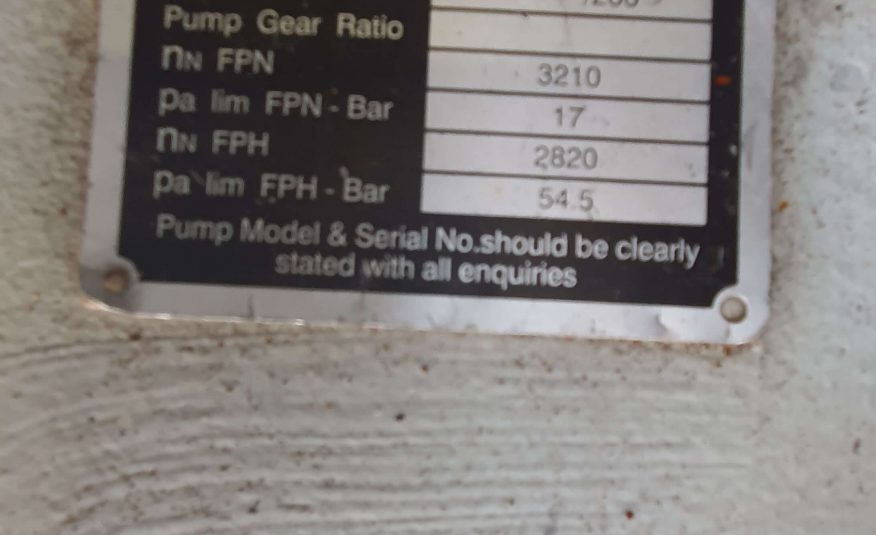 Pump Gear Ratio
nN FPN 3210
pa lim FPN - Bar 17
nN FPH 2820
pa lim FPH - Bar 54.5
Pump Model & Serial No.should be clearly
stated with all enquiries